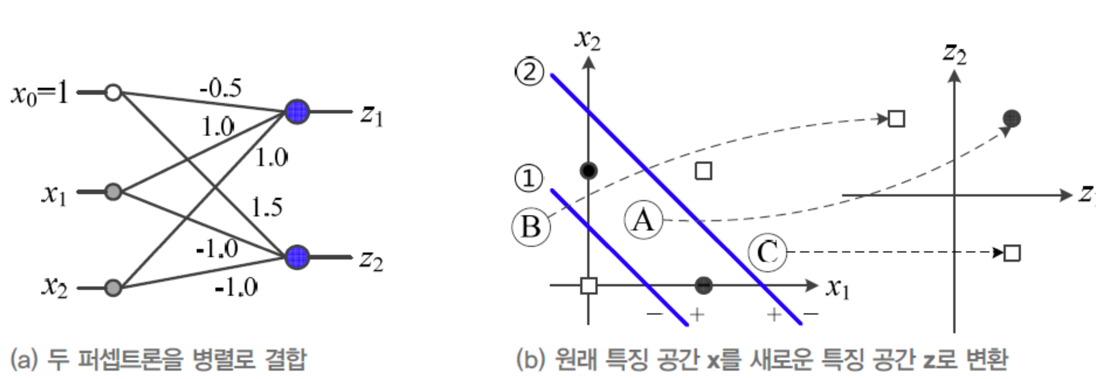 x₀=1
-0.5
z₁
1.0
1.0
x₁
1.5
-1.0
z₂
x₂
-1.0
(a) 두 퍼셉트론을 병렬로 결합
x₂
②
①
B
A
C
x₁
− +
+ −
z₂
z₁
(b) 원래 특징 공간 x를 새로운 특징 공간 z로 변환